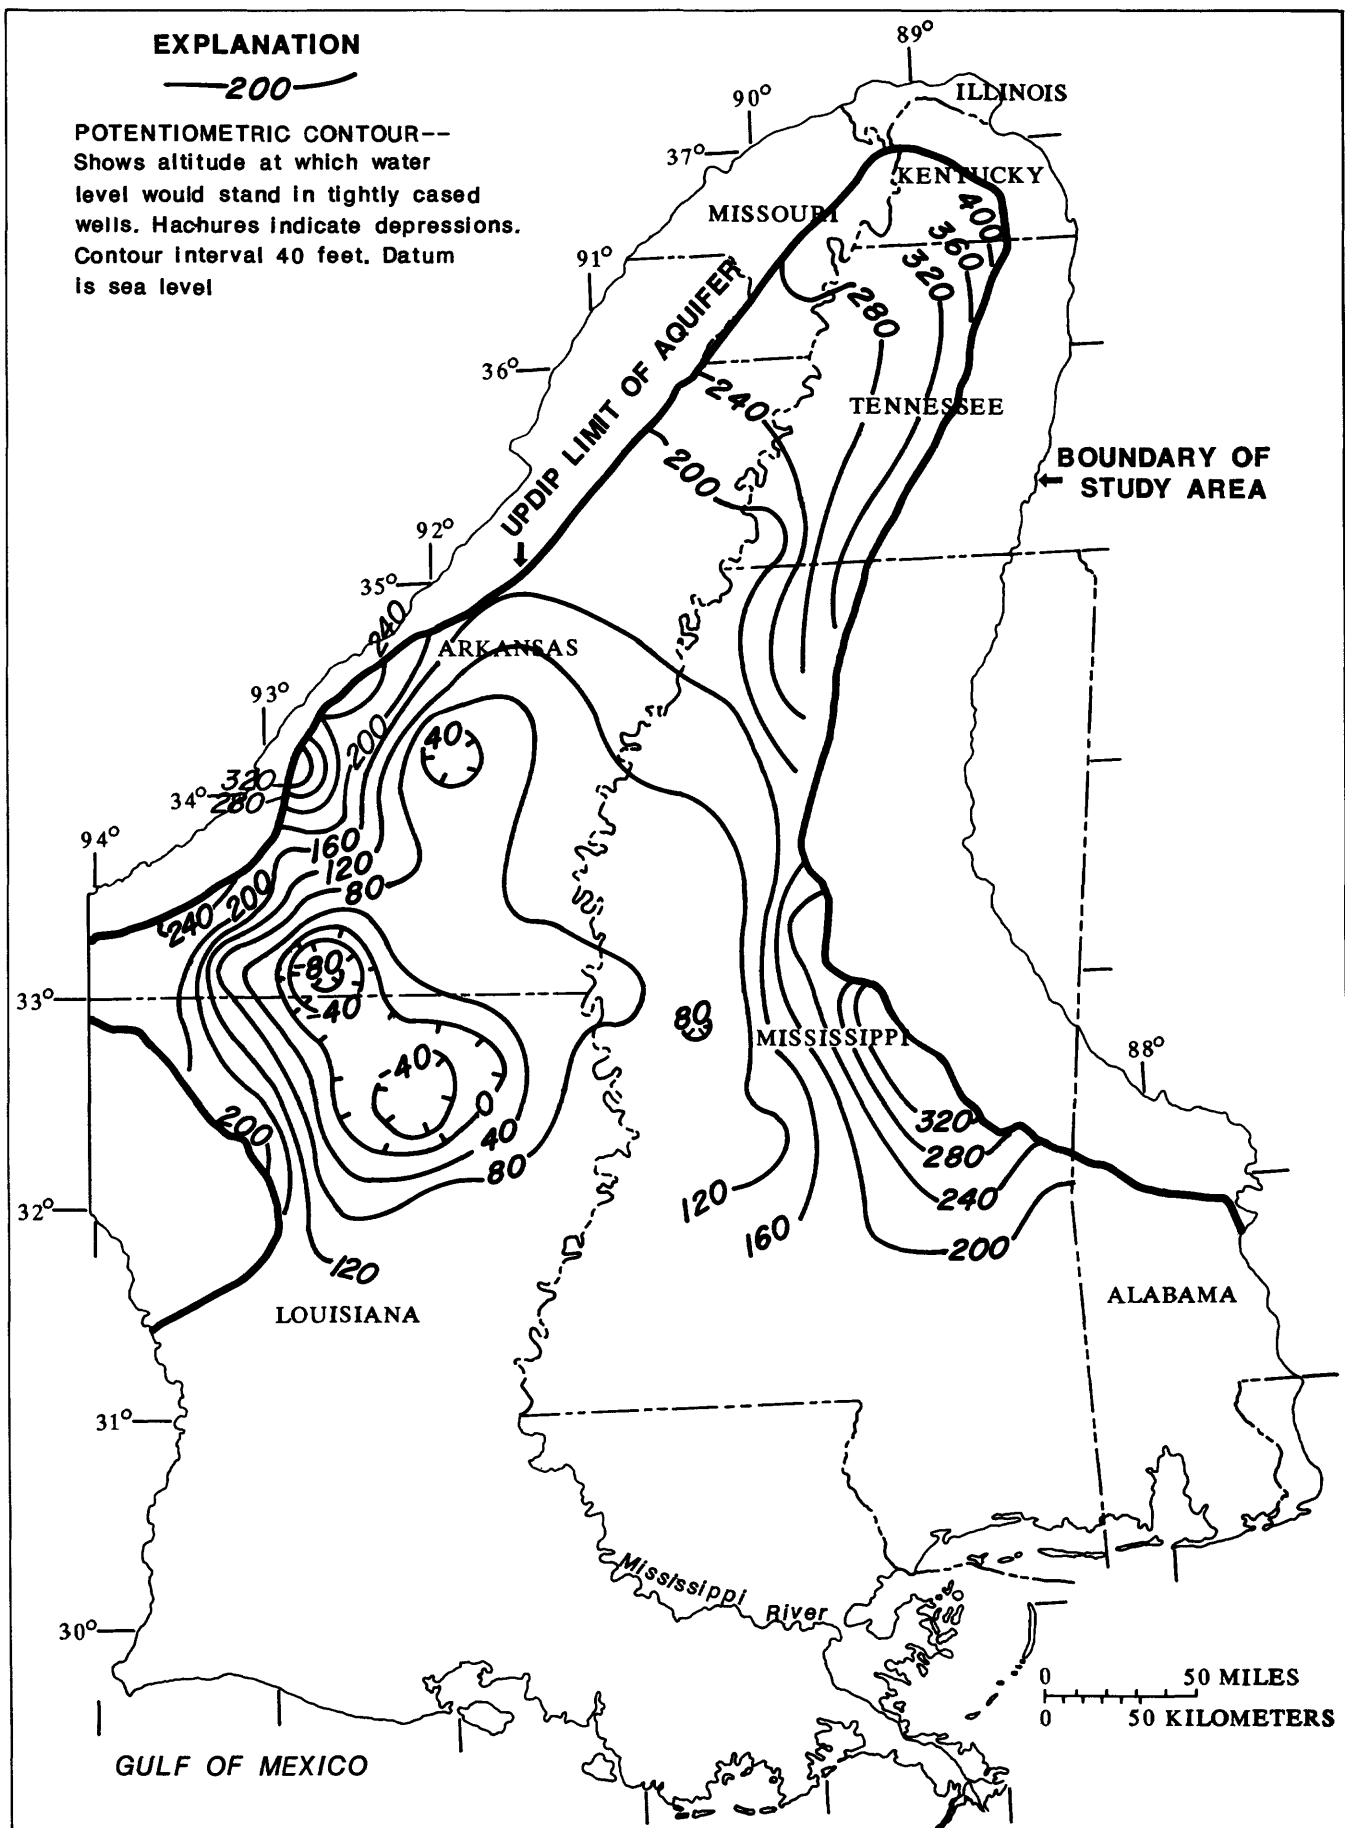 EXPLANATION
200
POTENTIOMETRIC CONTOUR--
Shows altitude at which water
level would stand in tightly cased
wells. Hachures indicate depressions.
Contour interval 40 feet. Datum
is sea level
89°
90°
ILLINOIS
37°
KENTUCKY
MISSOURI
400
360
320
91°
280
UPDIP LIMIT OF AQUIFER
36°
240
TENNESSEE
200
BOUNDARY OF
STUDY AREA
92°
35°
240
ARKANSAS
93°
200
40
320
34°
280
94°
160
120
80
240
200
-80
33°
-40
80
MISSISSIPPI
88°
-40
0
200
320
40
280
80
240
120
32°
160
200
120
ALABAMA
LOUISIANA
31°
Mississippi River
30°
0 50 MILES
0 50 KILOMETERS
GULF OF MEXICO